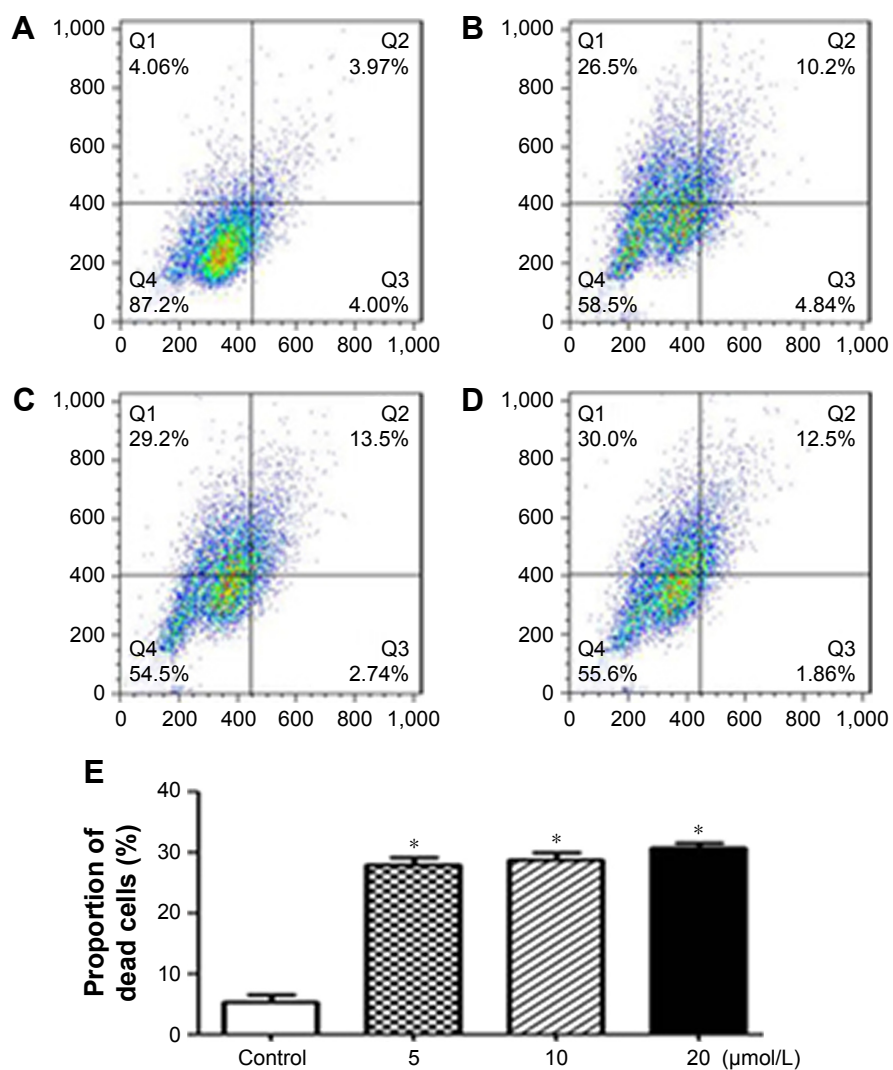 A
1,000
800
600
400
200
0
Q1
4.06%
Q2
3.97%
Q4
87.2%
Q3
4.00%
0 200 400 600 800 1,000
B
1,000
800
600
400
200
0
Q1
26.5%
Q2
10.2%
Q4
58.5%
Q3
4.84%
0 200 400 600 800 1,000
C
1,000
800
600
400
200
0
Q1
29.2%
Q2
13.5%
Q4
54.5%
Q3
2.74%
0 200 400 600 800 1,000
D
1,000
800
600
400
200
0
Q1
30.0%
Q2
12.5%
Q4
55.6%
Q3
1.86%
0 200 400 600 800 1,000
E
Proportion of
dead cells (%)
40
30
20
10
0
* * *
Control 5 10 20 (µmol/L)